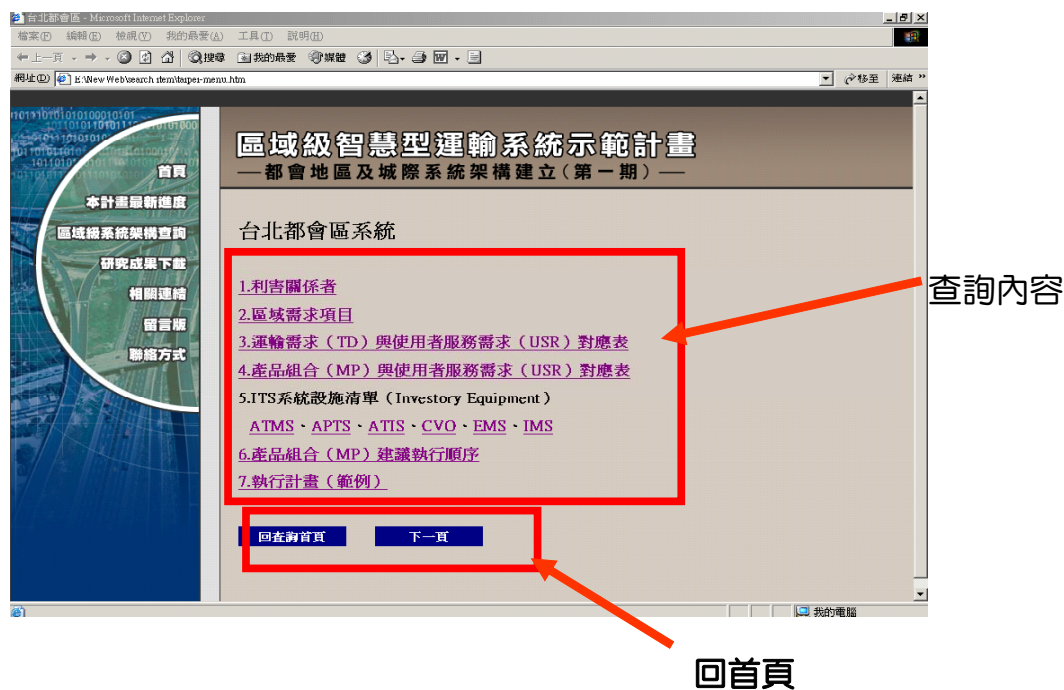 台北都會區 - Microsoft Internet Explorer
檔案(F) 編輯(E) 檢視(V) 我的最愛(A) 工具(T) 說明(H)
上一頁 搜尋 我的最愛 媒體
網址(D) E:\New Web\search item\taipei-menu.htm 移至 連結 »
區域級智慧型運輸系統示範計畫
—都會地區及城際系統架構建立(第一期)—
首頁
本計畫最新進度
區域級系統架構查詢
研究成果下載
相關連結
留言版
聯絡方式
台北都會區系統
1.利害關係者
2.區域需求項目
3.運輸需求(TD)與使用者服務需求(USR)對應表
4.產品組合(MP)與使用者服務需求(USR)對應表
5.ITS系統設施清單(Investory Equipment)
ATMS、APTS、ATIS、CVO、EMS、IMS
6.產品組合(MP)建議執行順序
7.執行計畫(範例)
回查詢首頁 下一頁
查詢內容
我的電腦
回首頁